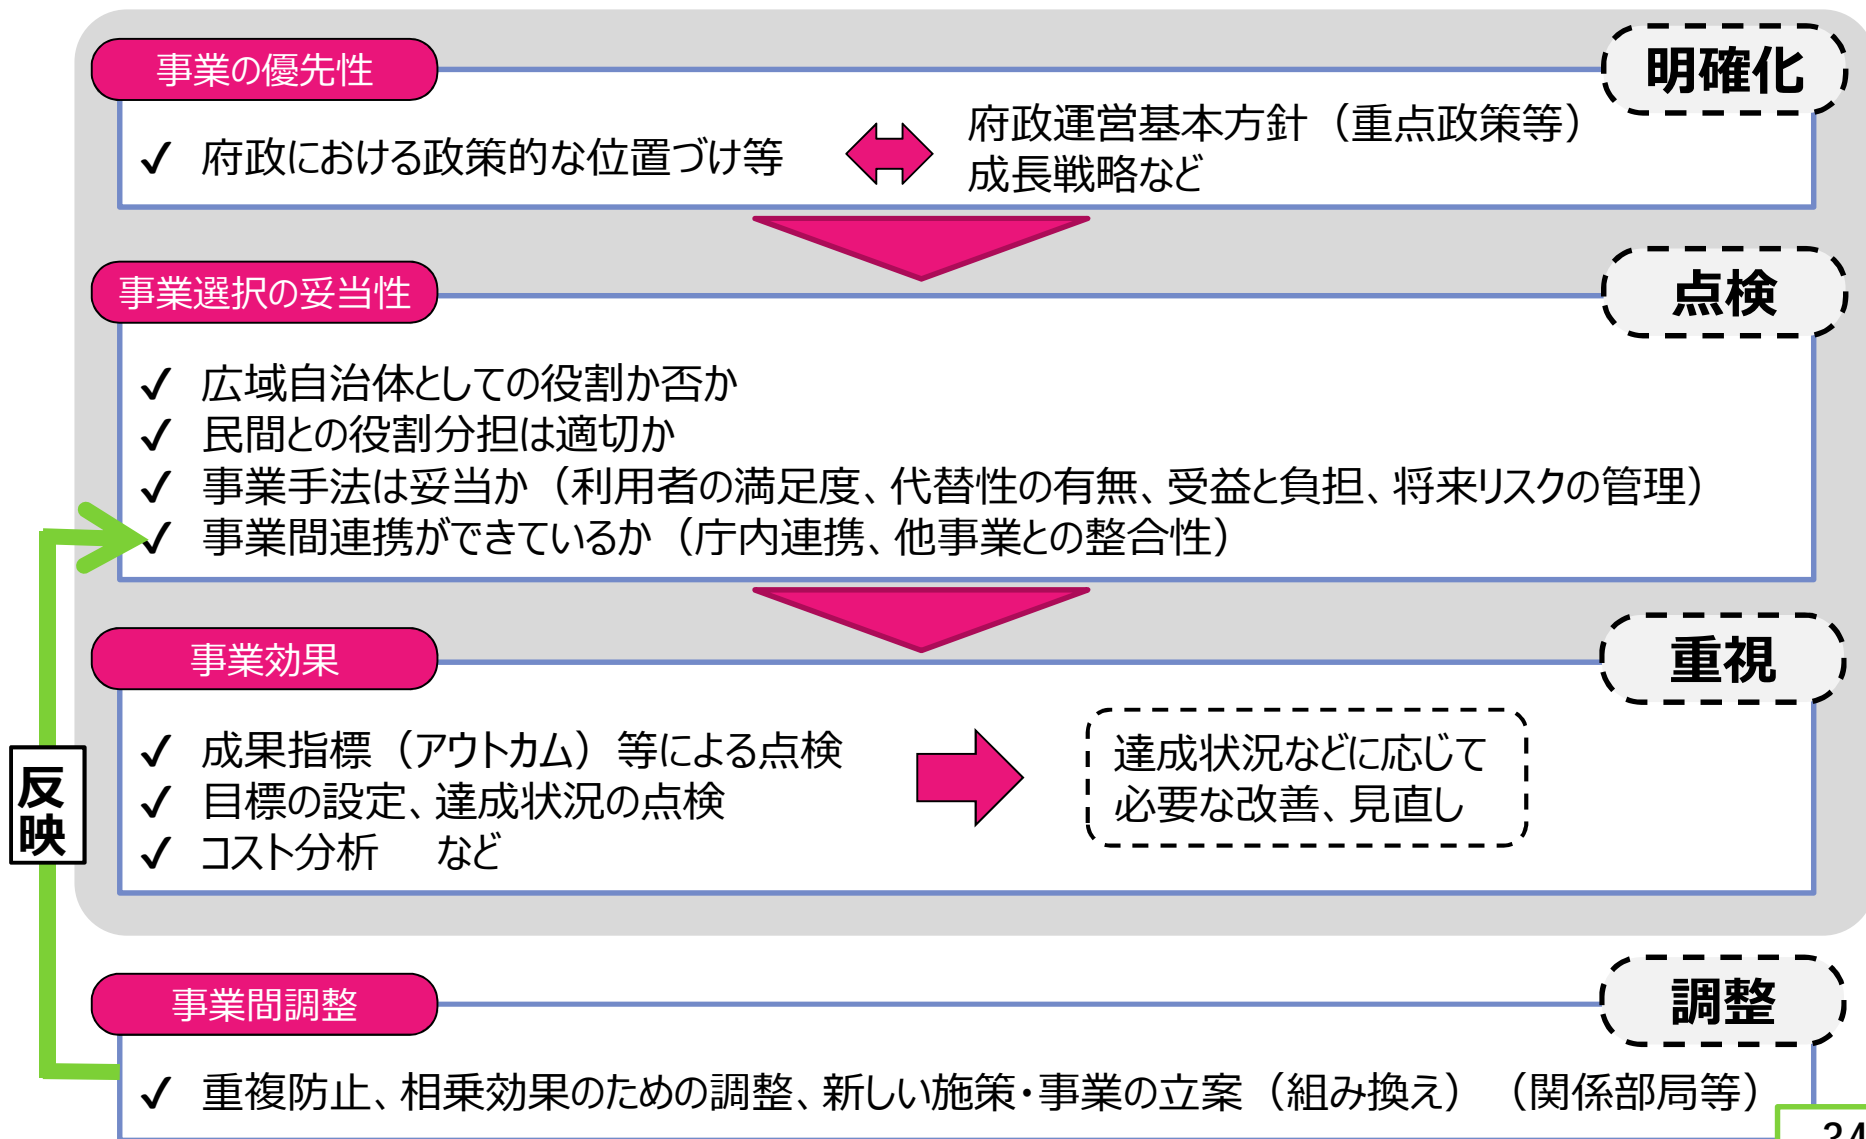 事業の優先性
明確化
✓ 府政における政策的な位置づけ等
府政運営基本方針（重点政策等）
成長戦略など
事業選択の妥当性
点検
✓ 広域自治体としての役割か否か
✓ 民間との役割分担は適切か
✓ 事業手法は妥当か（利用者の満足度、代替性の有無、受益と負担、将来リスクの管理）
✓ 事業間連携ができているか（庁内連携、他事業との整合性）
事業効果
重視
✓ 成果指標（アウトカム）等による点検
✓ 目標の設定、達成状況の点検
✓ コスト分析　など
達成状況などに応じて
必要な改善、見直し
反映
事業間調整
調整
✓ 重複防止、相乗効果のための調整、新しい施策・事業の立案（組み換え）（関係部局等）
34